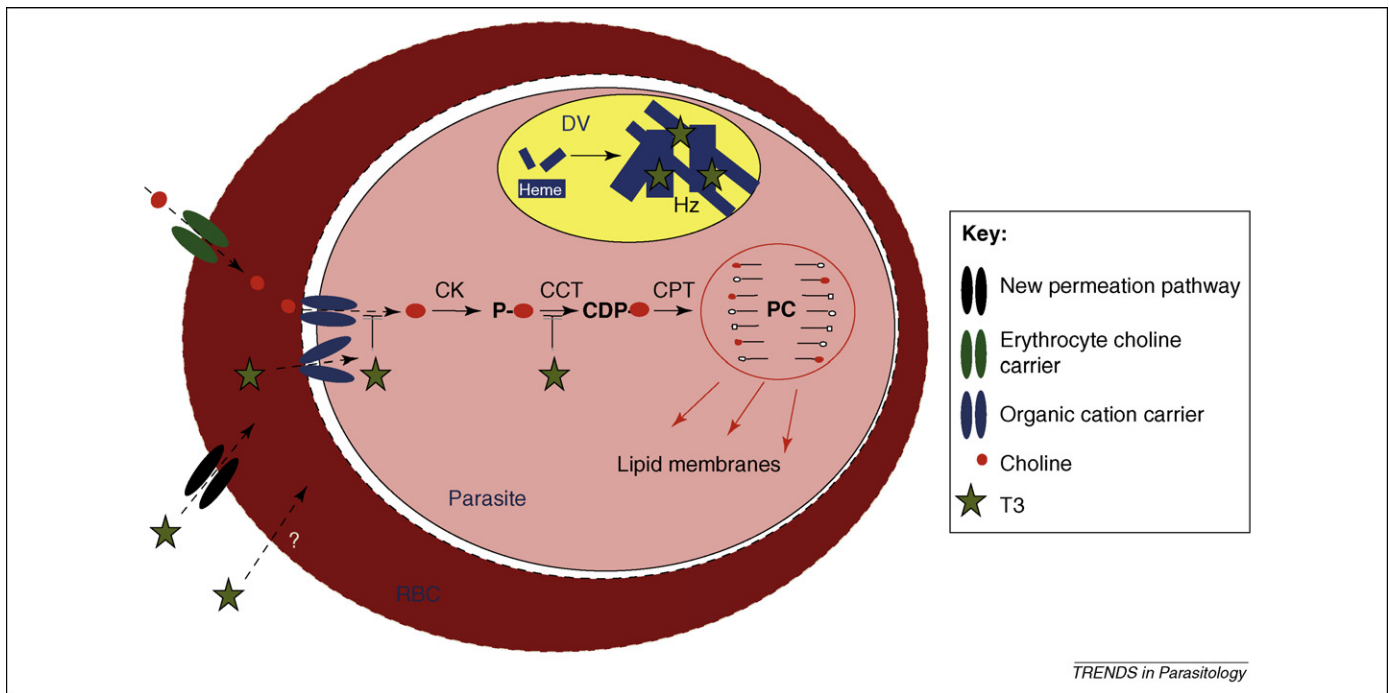 DV
Heme
Hz
CK
CCT
CPT
P-
CDP-
PC
Lipid membranes
Parasite
?
RBC
Key:
New permeation pathway
Erythrocyte choline
carrier
Organic cation carrier
Choline
T3
TRENDS in Parasitology